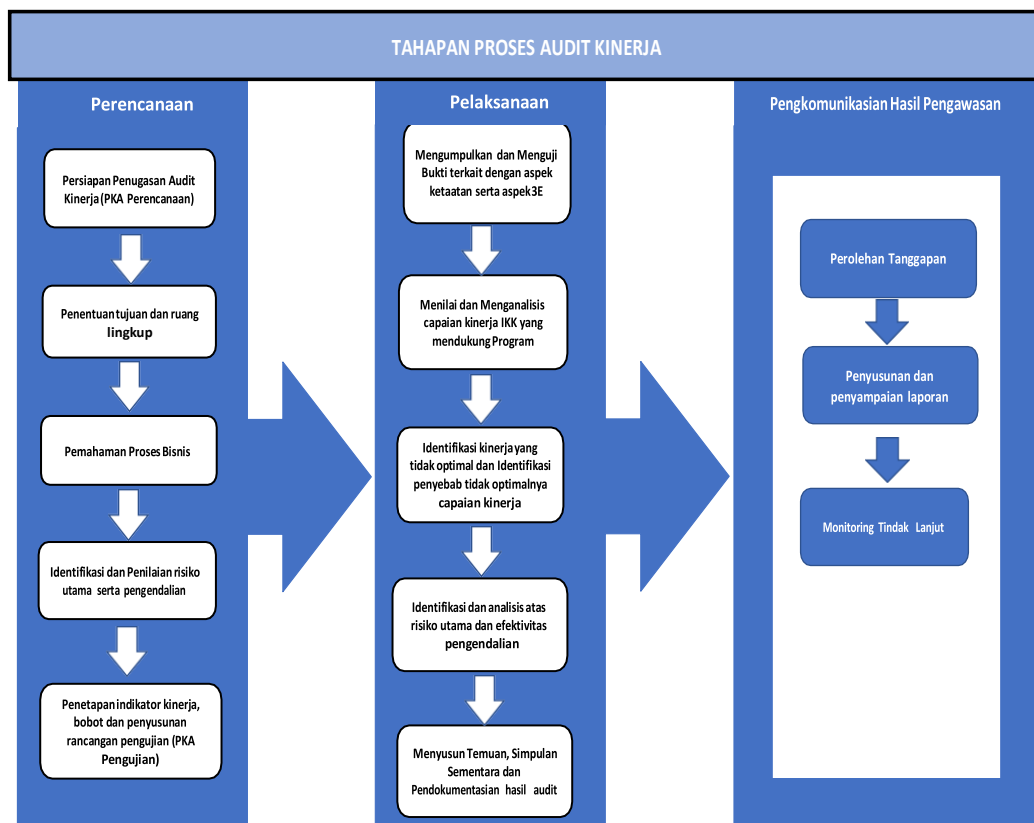 TAHAPAN PROSES AUDIT KINERJA
Perencanaan
Persiapan Penugasan Audit
Kinerja (PKA Perencanaan)
Penentuan tujuan dan ruang
lingkup
Pemahaman Proses Bisnis
Identifikasi dan Penilaian risiko
utama serta pengendalian
Penetapan indikator kinerja,
bobot dan penyusunan
rancangan pengujian (PKA
Pengujian)
Pelaksanaan
Mengumpulkan dan Menguji
Bukti terkait dengan aspek
ketaatan serta aspek 3E
Menilai dan Menganalisis
capaian kinerja IKK yang
mendukung Program
Identifikasi kinerja yang
tidak optimal dan Identifikasi
penyebab tidak optimalnya
capaian kinerja
Identifikasi dan analisis atas
risiko utama dan efektivitas
pengendalian
Menyusun Temuan, Simpulan
Sementara dan
Pendokumentasian hasil audit
Pengkomunikasian Hasil Pengawasan
Perolehan Tanggapan
Penyusunan dan
penyampaian laporan
Monitoring Tindak Lanjut